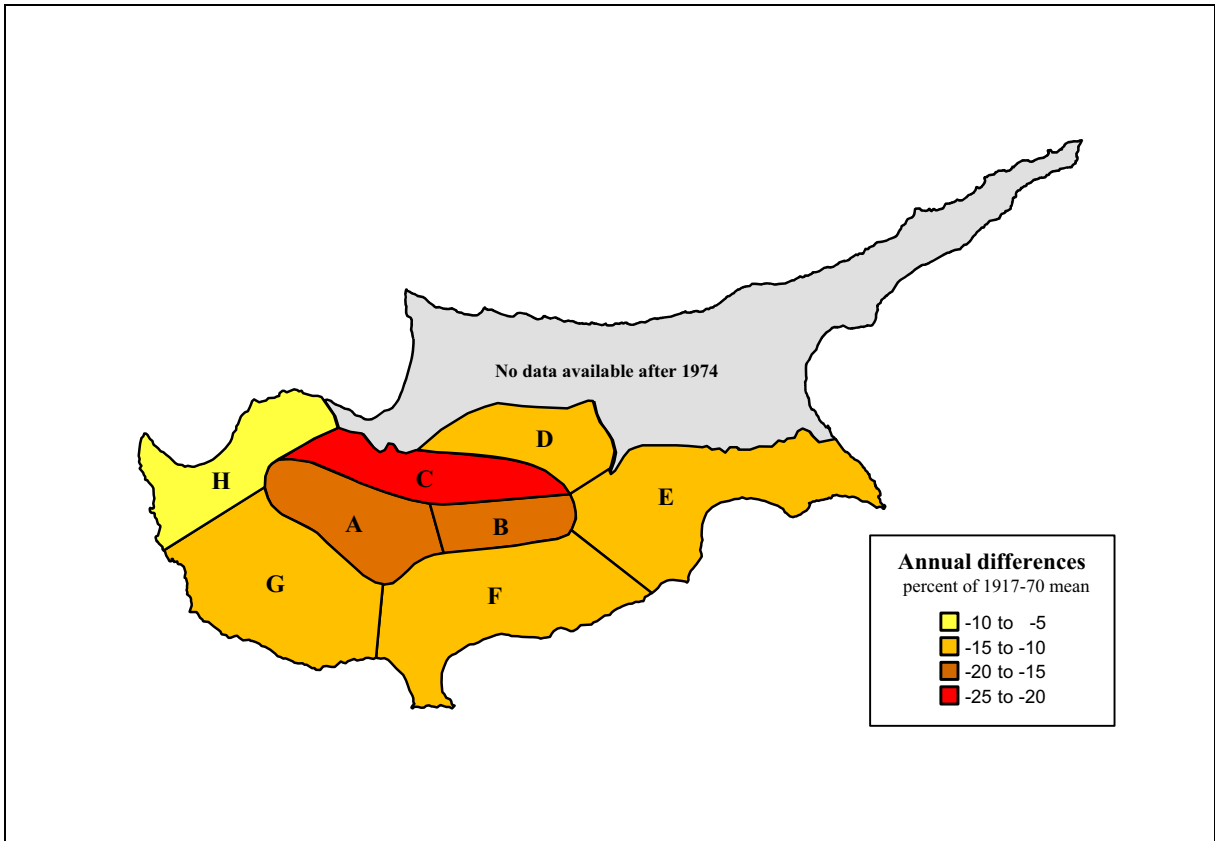 No data available after 1974
D
H
C
E
A
B
G
F
Annual differences
percent of 1917-70 mean
-10 to -5
-15 to -10
-20 to -15
-25 to -20